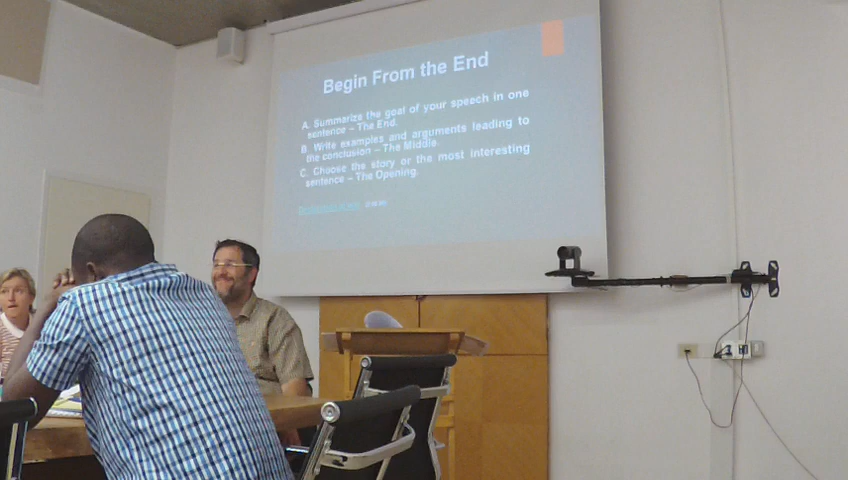 Begin From the End
A. Summarize the goal of your speech in one
sentence – The End.
B. Write examples and arguments leading to
the conclusion – The Middle.
C. Choose the story or the most interesting
sentence – The Opening.